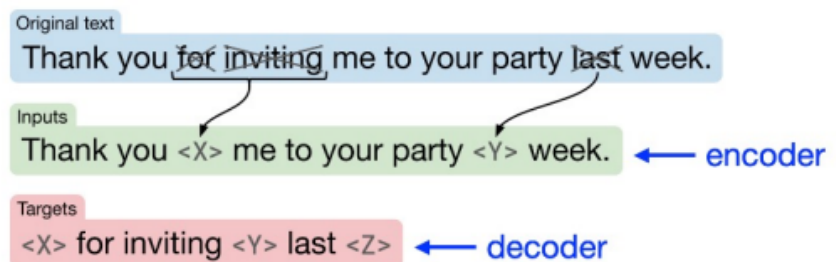 Original text
Thank you for inviting me to your party last week.
Inputs
Thank you <X> me to your party <Y> week.
encoder
Targets
<X> for inviting <Y> last <Z>
decoder